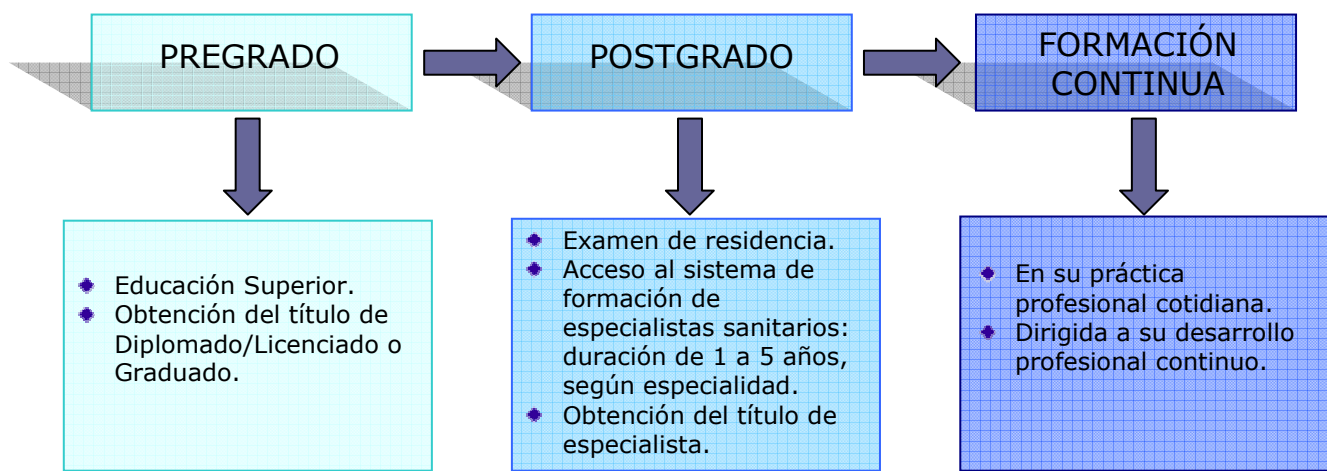 PREGRADO
POSTGRADO
FORMACIÓN
CONTINUA
Educación Superior.
Obtención del título de
Diplomado/Licenciado o
Graduado.
Examen de residencia.
Acceso al sistema de
formación de
especialistas sanitarios:
duración de 1 a 5 años,
según especialidad.
Obtención del título de
especialista.
En su práctica
profesional cotidiana.
Dirigida a su desarrollo
profesional continuo.